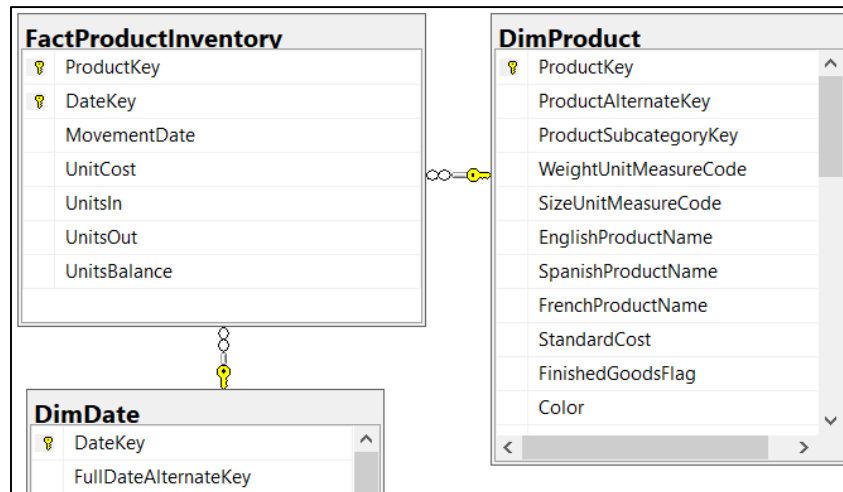 FactProductInventory
ProductKey
DateKey
MovementDate
UnitCost
UnitsIn
UnitsOut
UnitsBalance
DimProduct
ProductKey
ProductAlternateKey
ProductSubcategoryKey
WeightUnitMeasureCode
SizeUnitMeasureCode
EnglishProductName
SpanishProductName
FrenchProductName
StandardCost
FinishedGoodsFlag
Color
DimDate
DateKey
FullDateAlternateKey